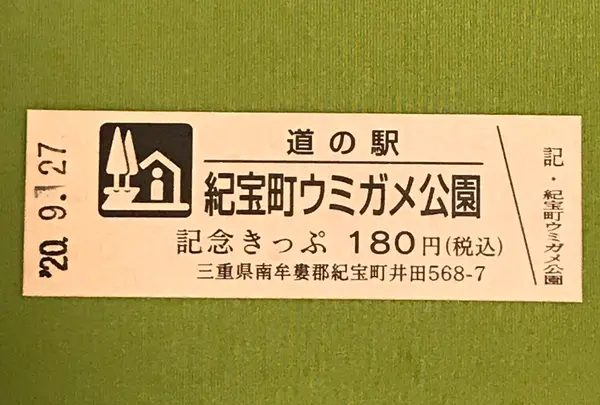 '20. 9. 27
道の駅
紀宝町ウミガメ公園
記念きっぷ 180円(税込)
三重県南牟婁郡紀宝町井田568-7
記・紀宝町ウミガメ公園